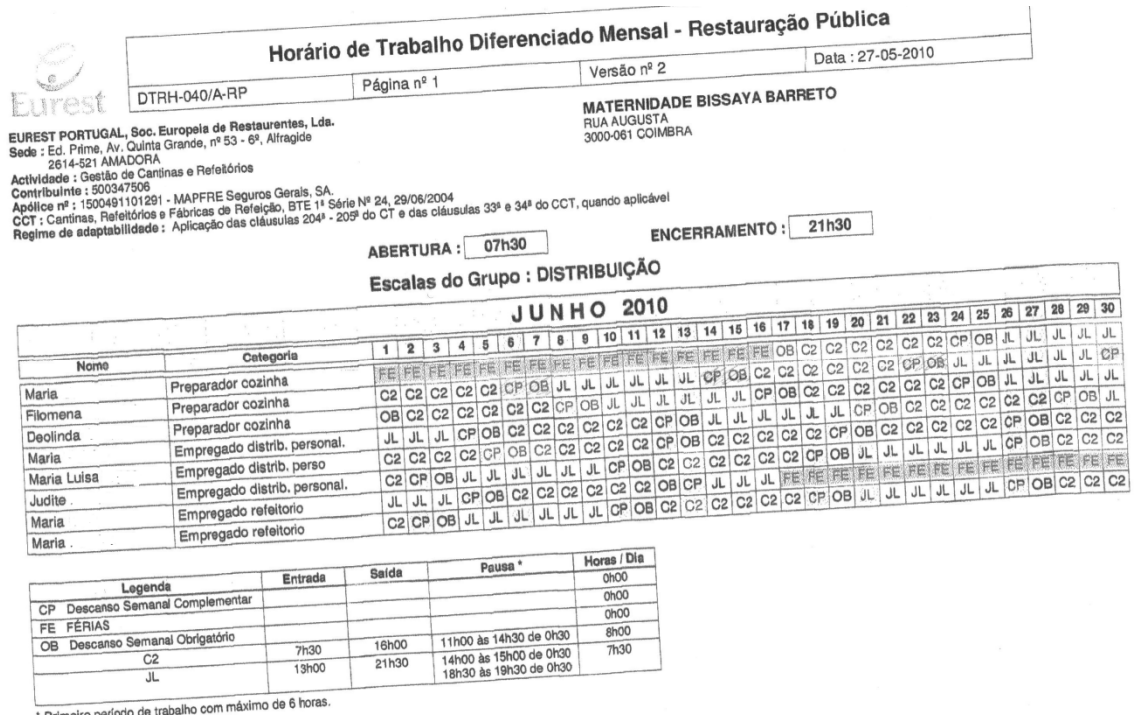 Horário de Trabalho Diferenciado Mensal - Restauração Pública
Eurest
DTRH-040/A-RP Página nº 1 Versão nº 2 Data : 27-05-2010
EUREST PORTUGAL, Soc. Europeia de Restaurentes, Lda.
Sede : Ed. Prime, Av. Quinta Grande, nº 53 - 6º, Alfragide
2614-521 AMADORA
Actividade : Gestão de Cantinas e Refeitórios
Contribuinte : 500347506
Apólice nº : 1500491101291 - MAPFRE Seguros Gerais, SA.
CCT : Cantinas, Refeitórios e Fábricas de Refeição, BTE 1ª Série Nº 24, 29/06/2004
Regime de adaptabilidade : Aplicação das cláusulas 204ª - 205ª do CT e das cláusulas 33ª e 34ª do CCT, quando aplicável
MATERNIDADE BISSAYA BARRETO
RUA AUGUSTA
3000-061 COIMBRA
ABERTURA : 07h30 ENCERRAMENTO : 21h30
Escalas do Grupo : DISTRIBUIÇÃO
JUNHO 2010
Nome Categoria 1 2 3 4 5 6 7 8 9 10 11 12 13 14 15 16 17 18 19 20 21 22 23 24 25 26 27 28 29 30
Maria Preparador cozinha FE FE FE FE FE FE FE FE FE FE FE FE FE FE FE FE OB C2 C2 C2 C2 C2 C2 CP OB JL JL JL JL JL
Filomena Preparador cozinha C2 C2 C2 C2 C2 CP OB JL JL JL JL JL JL CP OB C2 C2 C2 C2 C2 C2 CP OB JL JL JL JL JL JL CP
Deolinda Preparador cozinha OB C2 C2 C2 C2 C2 C2 CP OB JL JL JL JL JL JL CP OB C2 C2 C2 C2 C2 C2 CP OB JL JL JL JL JL
Maria Empregado distrib. personal. JL JL JL CP OB C2 C2 C2 C2 C2 C2 CP OB JL JL JL JL JL JL CP OB C2 C2 C2 C2 C2 C2 CP OB JL
Maria Luisa Empregado distrib. perso C2 C2 C2 C2 CP OB C2 C2 C2 C2 C2 CP OB C2 C2 C2 C2 C2 CP OB C2 C2 C2 C2 C2 CP OB C2 C2 C2
Judite Empregado distrib. personal. C2 CP OB JL JL JL JL JL JL CP OB C2 C2 C2 C2 C2 C2 CP OB JL JL JL JL JL JL CP OB C2 C2 C2
Maria Empregado refeitorio JL JL JL CP OB C2 C2 C2 C2 C2 C2 OB CP JL JL JL FE FE FE FE FE FE FE FE FE FE FE FE FE FE
Maria Empregado refeitorio C2 CP OB JL JL JL JL JL JL CP OB C2 C2 C2 C2 C2 C2 CP OB JL JL JL JL JL JL CP OB C2 C2 C2
Legenda Entrada Saída Pausa * Horas / Dia
CP Descanso Semanal Complementar 0h00
FE FÉRIAS 0h00
OB Descanso Semanal Obrigatório 0h00
C2 7h30 16h00 11h00 às 14h30 de 0h30 8h00
JL 13h00 21h30 14h00 às 15h00 de 0h30 7h30
18h30 às 19h30 de 0h30
* Primeiro período de trabalho com máximo de 6 horas.